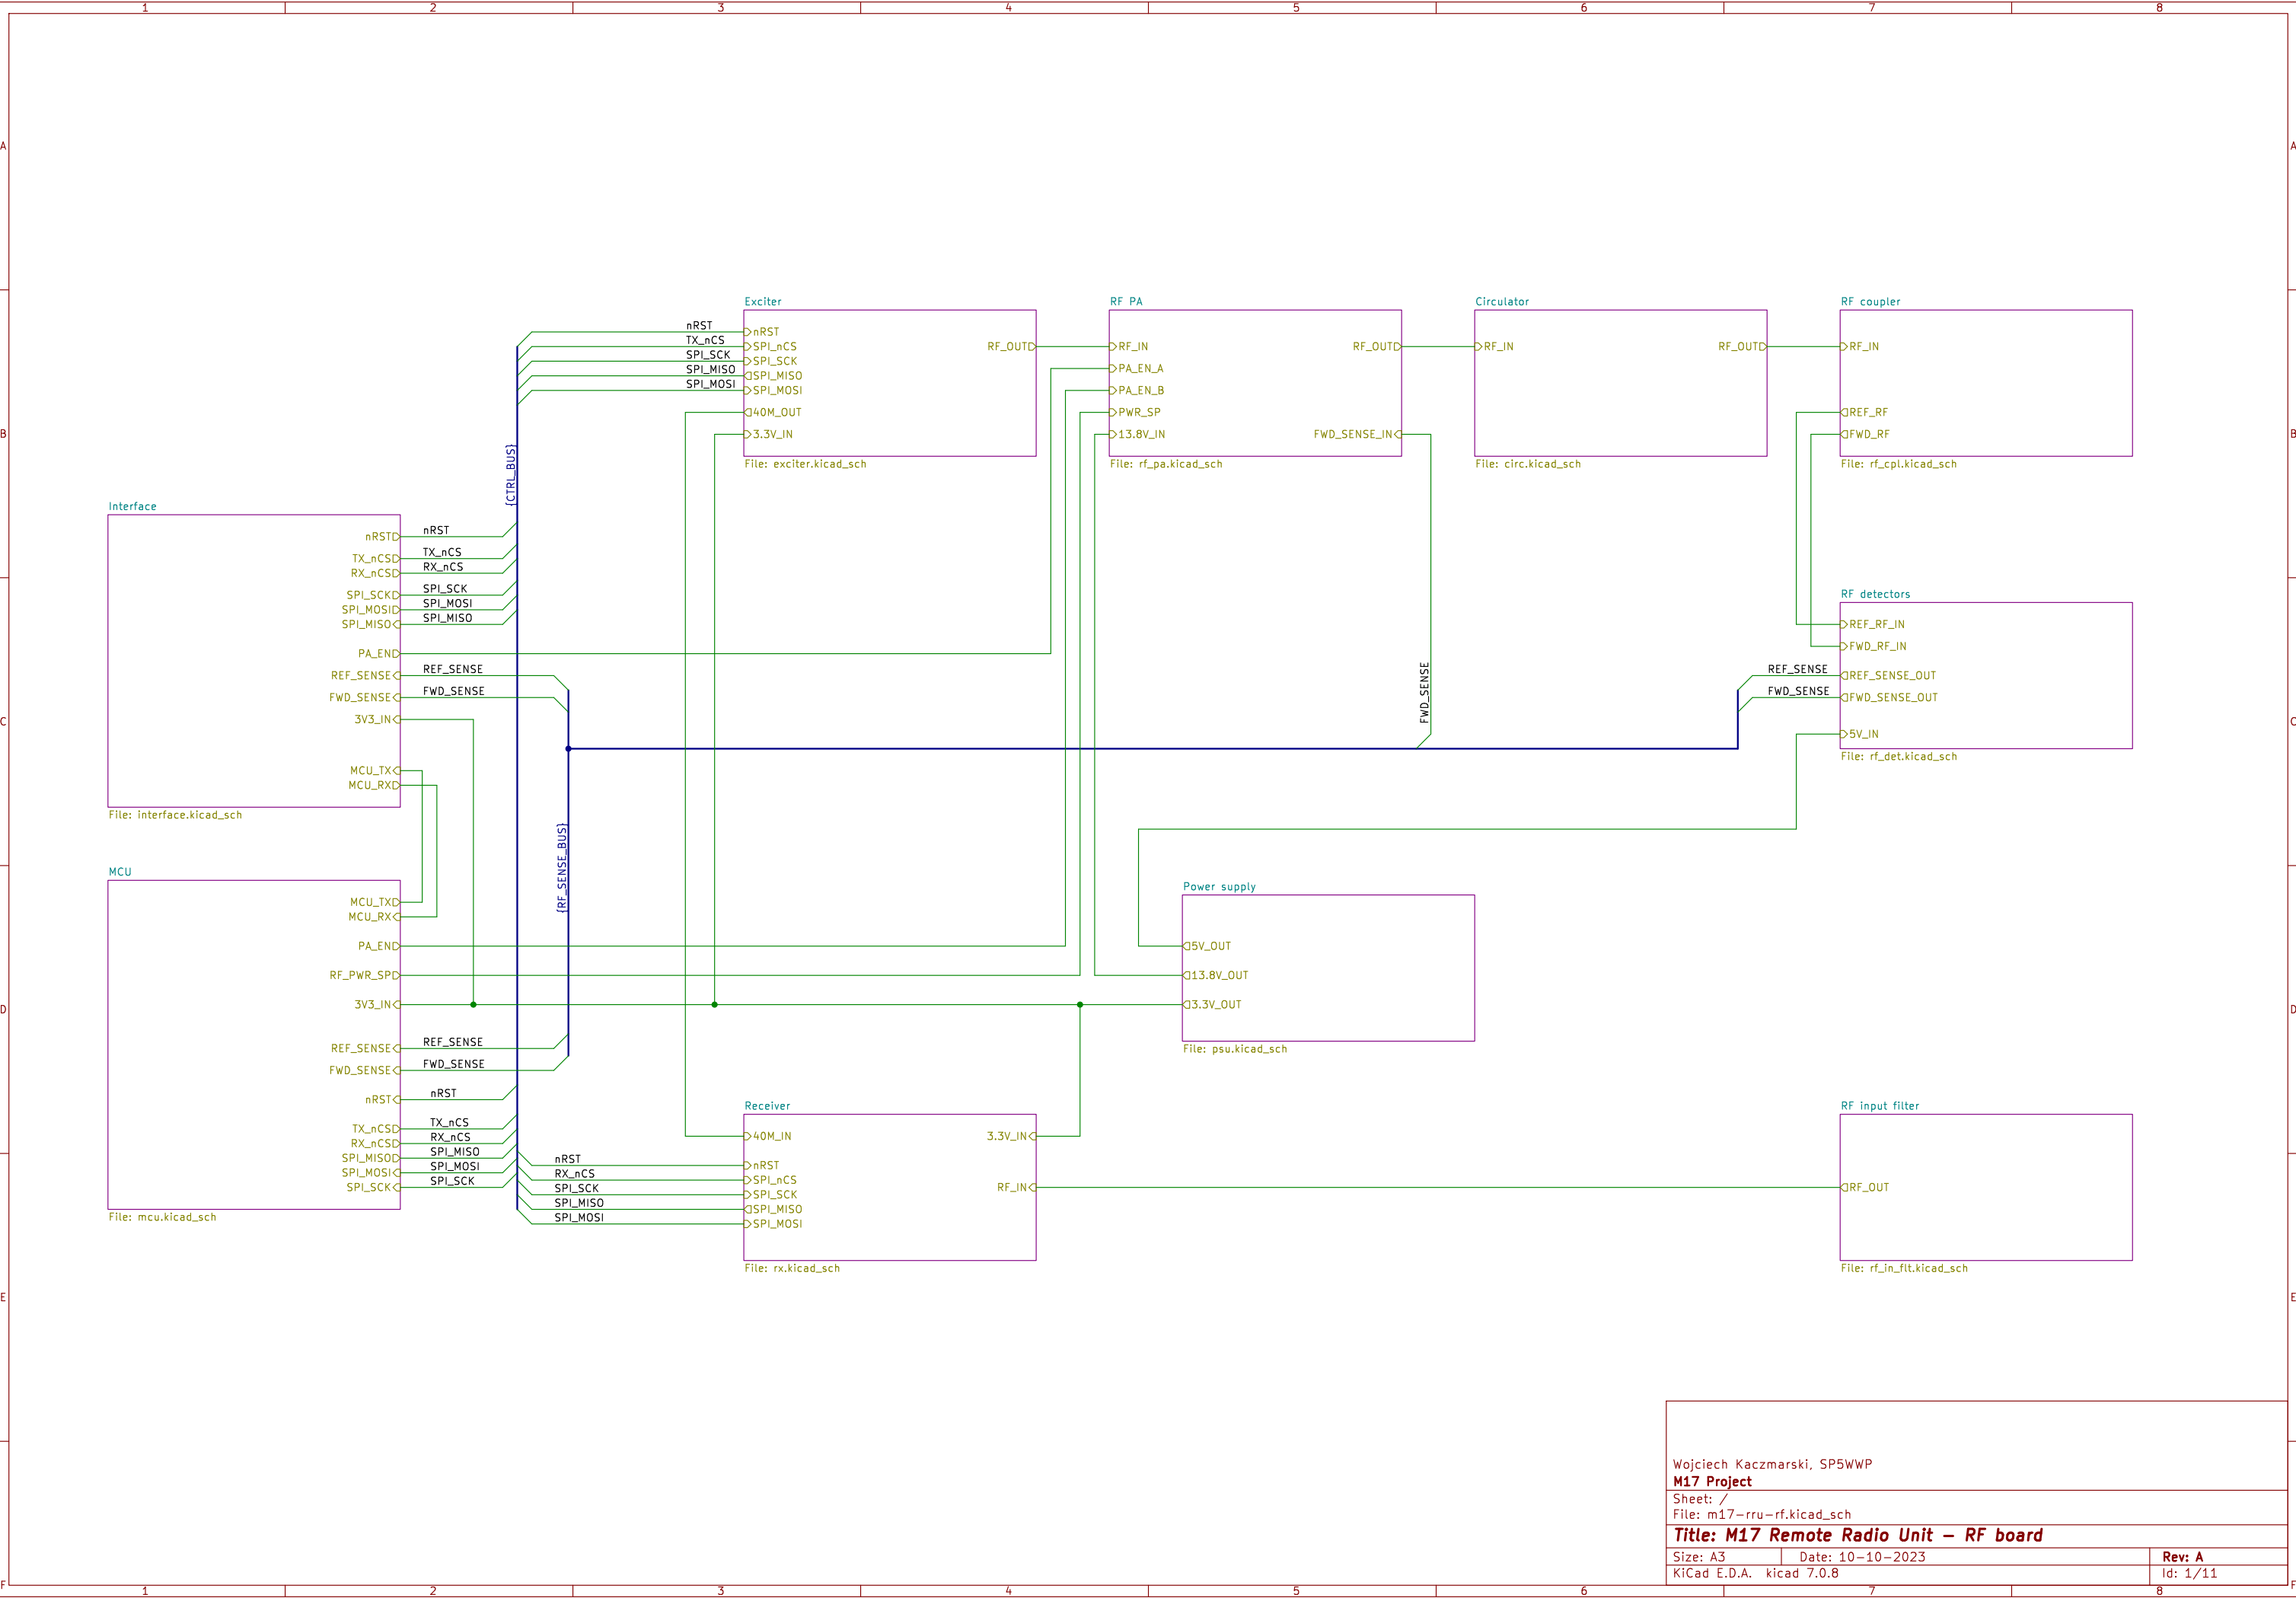 1 2 3 4 5 6 7 8
A A
B B
C C
D D
E E
F F
Exciter
nRST
TX_nCS
SPI_SCK
SPI_MISO
SPI_MOSI
nRST
SPI_nCS
SPI_SCK
SPI_MISO
SPI_MOSI
40M_OUT
3.3V_IN
RF_OUT
File: exciter.kicad_sch
RF PA
RF_IN
PA_EN_A
PA_EN_B
PWR_SP
13.8V_IN
RF_OUT
FWD_SENSE_IN
File: rf_pa.kicad_sch
Circulator
RF_IN
RF_OUT
File: circ.kicad_sch
RF coupler
RF_IN
REF_RF
FWD_RF
File: rf_cpl.kicad_sch
{CTRL_BUS}
Interface
nRST
TX_nCS
RX_nCS
SPI_SCK
SPI_MOSI
SPI_MISO
PA_EN
REF_SENSE
FWD_SENSE
3V3_IN
MCU_TX
MCU_RX
nRST
TX_nCS
RX_nCS
SPI_SCK
SPI_MOSI
SPI_MISO
REF_SENSE
FWD_SENSE
File: interface.kicad_sch
FWD_SENSE
RF detectors
REF_RF_IN
FWD_RF_IN
REF_SENSE_OUT
FWD_SENSE_OUT
5V_IN
REF_SENSE
FWD_SENSE
File: rf_det.kicad_sch
{RF_SENSE_BUS}
MCU
MCU_TX
MCU_RX
PA_EN
RF_PWR_SP
3V3_IN
REF_SENSE
FWD_SENSE
nRST
TX_nCS
RX_nCS
SPI_MISO
SPI_MOSI
SPI_SCK
REF_SENSE
FWD_SENSE
nRST
TX_nCS
RX_nCS
SPI_MISO
SPI_MOSI
SPI_SCK
File: mcu.kicad_sch
Power supply
5V_OUT
13.8V_OUT
3.3V_OUT
File: psu.kicad_sch
Receiver
nRST
RX_nCS
SPI_SCK
SPI_MISO
SPI_MOSI
40M_IN
nRST
SPI_nCS
SPI_SCK
SPI_MISO
SPI_MOSI
3.3V_IN
RF_IN
File: rx.kicad_sch
RF input filter
RF_OUT
File: rf_in_flt.kicad_sch
Wojciech Kaczmarski, SP5WWP
M17 Project
Sheet: /
File: m17-rru-rf.kicad_sch
Title: M17 Remote Radio Unit – RF board
Size: A3 Date: 10-10-2023 Rev: A
KiCad E.D.A. kicad 7.0.8 Id: 1/11
1 2 3 4 5 6 7 8